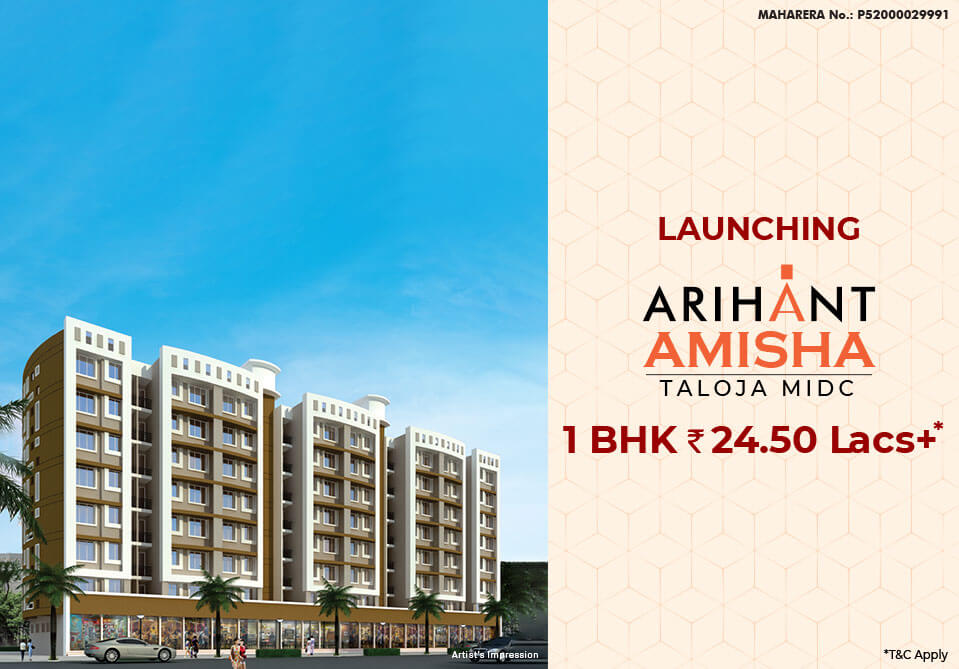 MAHARERA No.: P52000029991
LAUNCHING
ARIHANT
AMISHA
TALOJA MIDC
1 BHK ₹ 24.50 Lacs+*
Artist's Impression
*T&C Apply